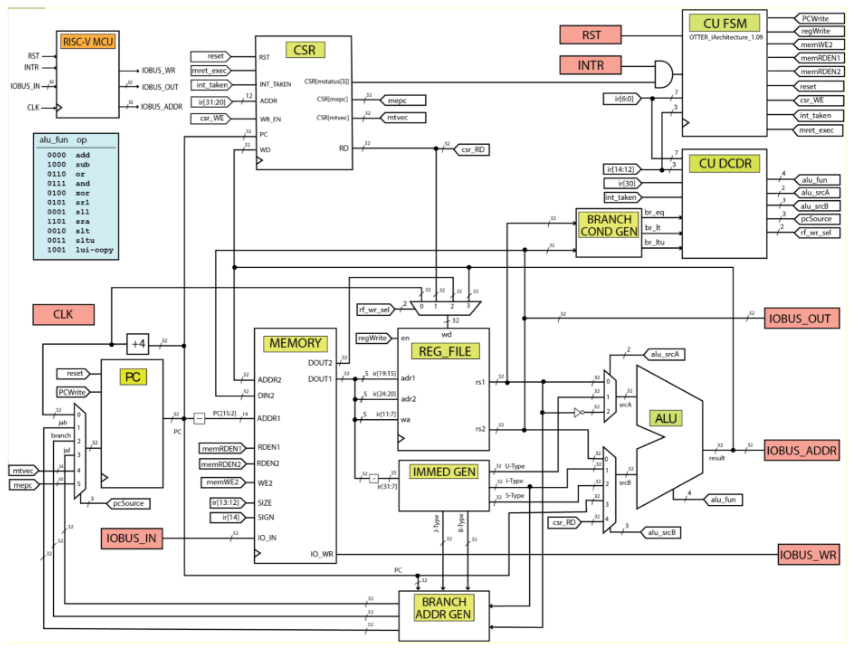 RISC-V MCU
RST
INTR
IOBUS_IN
CLK
IOBUS_WR
IOBUS_OUT
IOBUS_ADDR
alu_fun op
0000 add
1000 sub
0110 or
0111 and
0100 xor
0101 srl
0001 sll
1101 sra
0010 slt
0011 sltu
1001 lui-copy
CSR
reset
mret_exec
int_taken
ir[31:20]
12
csr_WE
32
32
RST
INT_TAKEN
ADDR
WR_EN
PC
WD
CSR[mstatus[3]]
CSR[mepc]
CSR[mtvec]
RD
32
mepc
32
mtvec
32
csr_RD
RST
INTR
CU FSM
OTTER_iArchitecture_1.09
ir[6:0]
7
3
PCWrite
regWrite
memWE2
memRDEN1
memRDEN2
reset
csr_WE
int_taken
mret_exec
CU DCDR
7
ir[14:12]
3
ir[30]
int_taken
4
alu_fun
2
alu_srcA
3
alu_srcB
3
pcSource
2
rf_wr_sel
BRANCH
COND GEN
32
32
br_eq
br_lt
br_ltu
CLK
+4
32
reset
PCWrite
PC
32
jalr
branch
jal
mtvec
mepc
0
1
2
3
4
5
32
3
pcSource
32
PC
PC[15:2]
14
MEMORY
32
32
ADDR2
DIN2
ADDR1
DOUT2
DOUT1
32
memRDEN1
memRDEN2
memWE2
ir[13:12]
ir[14]
RDEN1
RDEN2
WE2
SIZE
SIGN
IO_IN
IO_WR
IOBUS_IN
32
rf_wr_sel
2
0 1 2 3
32 32 32 32
32
wd
regWrite
en
REG_FILE
5 ir[19:15]
5 ir[24:20]
5 ir[11:7]
adr1
adr2
wa
rs1
rs2
32
32
IMMED GEN
25
ir[31:7]
U-Type
I-Type
S-Type
J-Type
B-Type
32
32
2
alu_srcA
0
1
2
srcA
32
0
1
2
3
4
srcB
32
csr_RD
3
alu_srcB
ALU
4
alu_fun
result
32
32
IOBUS_OUT
32
IOBUS_ADDR
IOBUS_WR
PC
32
BRANCH
ADDR GEN
32
32
32